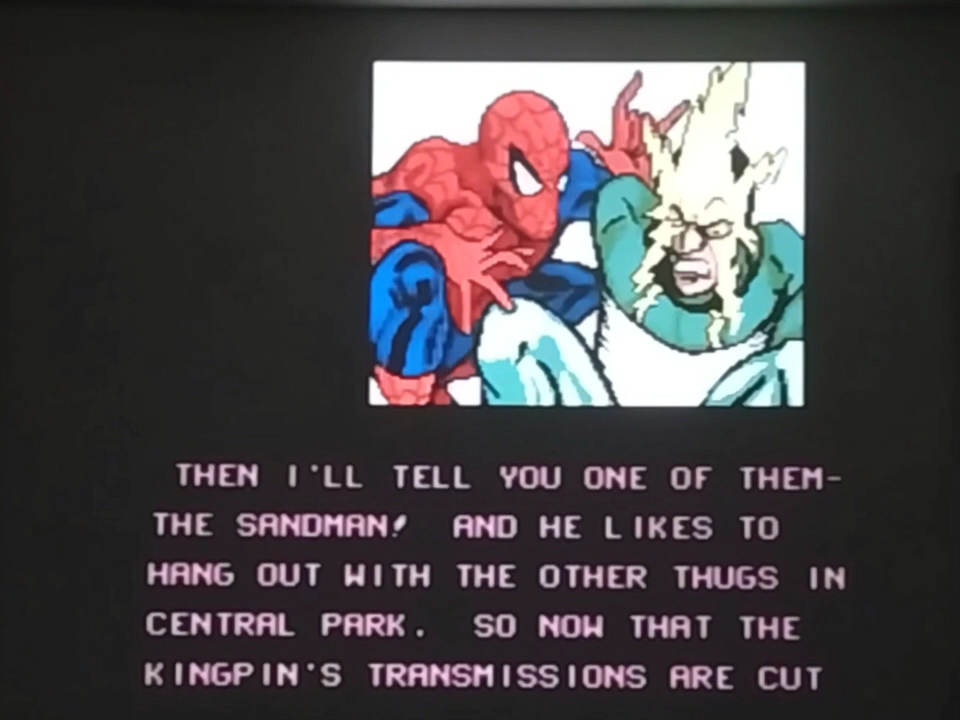 THEN I'LL TELL YOU ONE OF THEM-
THE SANDMAN! AND HE LIKES TO
HANG OUT WITH THE OTHER THUGS IN
CENTRAL PARK. SO NOW THAT THE
KINGPIN'S TRANSMISSIONS ARE CUT